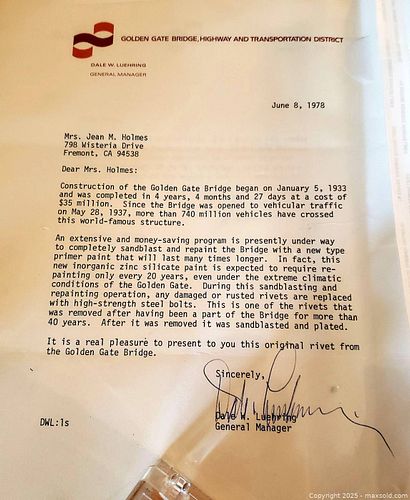 GOLDEN GATE BRIDGE, HIGHWAY AND TRANSPORTATION DISTRICT
DALE W. LUEHRING
GENERAL MANAGER
June 8, 1978
Mrs. Jean M. Holmes
798 Wisteria Drive
Fremont, CA 94538
Dear Mrs. Holmes:
Construction of the Golden Gate Bridge began on January 5, 1933
and was completed in 4 years, 4 months and 27 days at a cost of
$35 million. Since the Bridge was opened to vehicular traffic
on May 28, 1937, more than 740 million vehicles have crossed
this world-famous structure.
An extensive and money-saving program is presently under way
to completely sandblast and repaint the Bridge with a new type
primer paint that will last many times longer. In fact, this
new inorganic zinc silicate paint is expected to require re-
painting only every 20 years, even under the extreme climatic
conditions of the Golden Gate. During this sandblasting and
repainting operation, any damaged or rusted rivets are replaced
with high-strength steel bolts. This is one of the rivets that
was removed after having been a part of the Bridge for more than
40 years. After it was removed it was sandblasted and plated.
It is a real pleasure to present to you this original rivet from
the Golden Gate Bridge.
Sincerely,
Dale W. Luehring
General Manager
DWL:ls
Copyright 2025 - maxsold.com